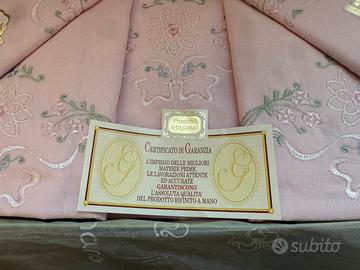 Prodotto
Artigianale
CERTIFICATO DI GARANZIA
L'IMPIEGO DELLE MIGLIORI
MATERIE PRIME,
LE LAVORAZIONI ATTENTE
ED ACCURATE
GARANTISCONO
L'ASSOLUTA QUALITA'
DEL PRODOTTO RIFINITO A MANO
G G
subito